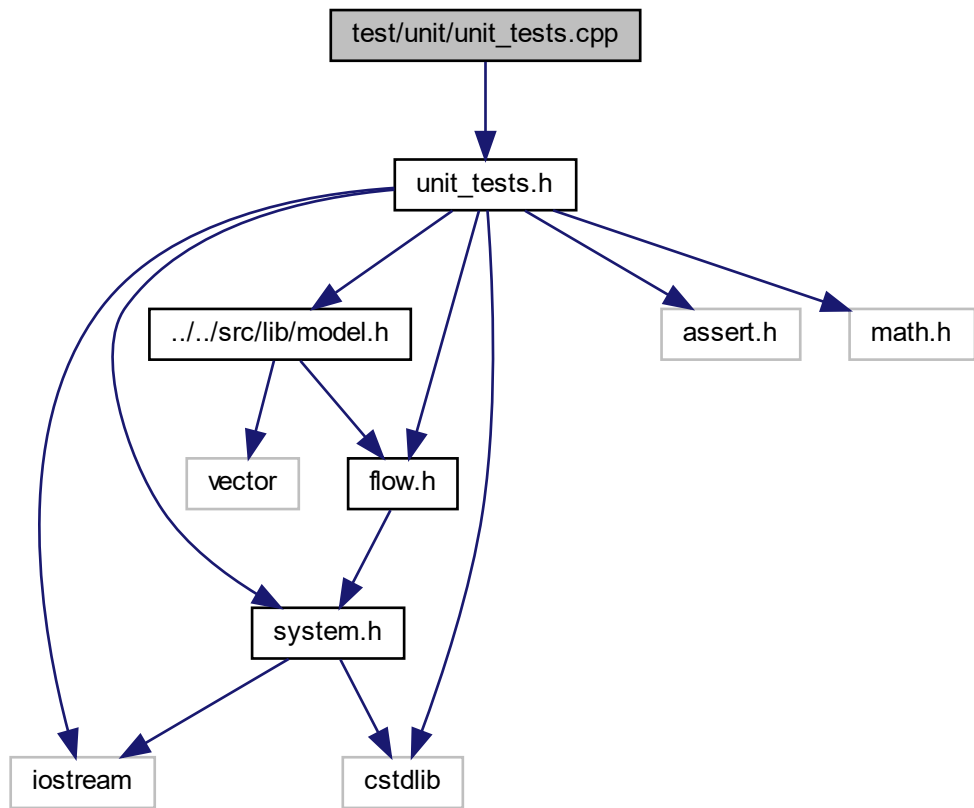 test/unit/unit_tests.cpp
unit_tests.h
../../src/lib/model.h
assert.h
math.h
vector
flow.h
system.h
iostream
cstdlib